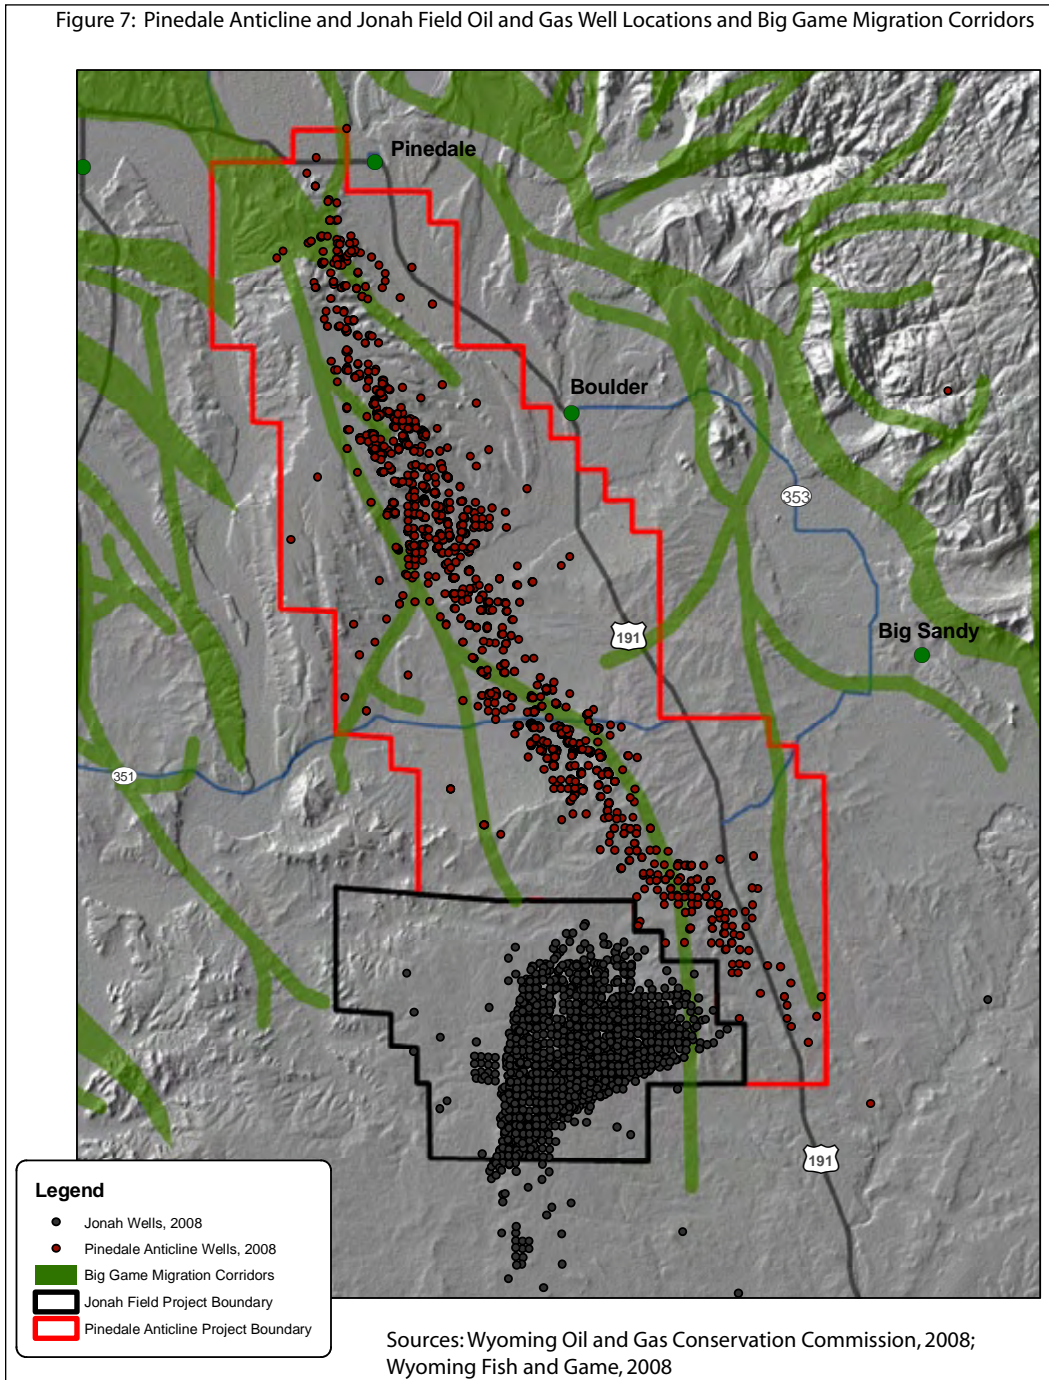 Figure 7: Pinedale Anticline and Jonah Field Oil and Gas Well Locations and Big Game Migration Corridors
Pinedale
Boulder
353
191
Big Sandy
351
191
Legend
Jonah Wells, 2008
Pinedale Anticline Wells, 2008
Big Game Migration Corridors
Jonah Field Project Boundary
Pinedale Anticline Project Boundary
Sources: Wyoming Oil and Gas Conservation Commission, 2008;
Wyoming Fish and Game, 2008